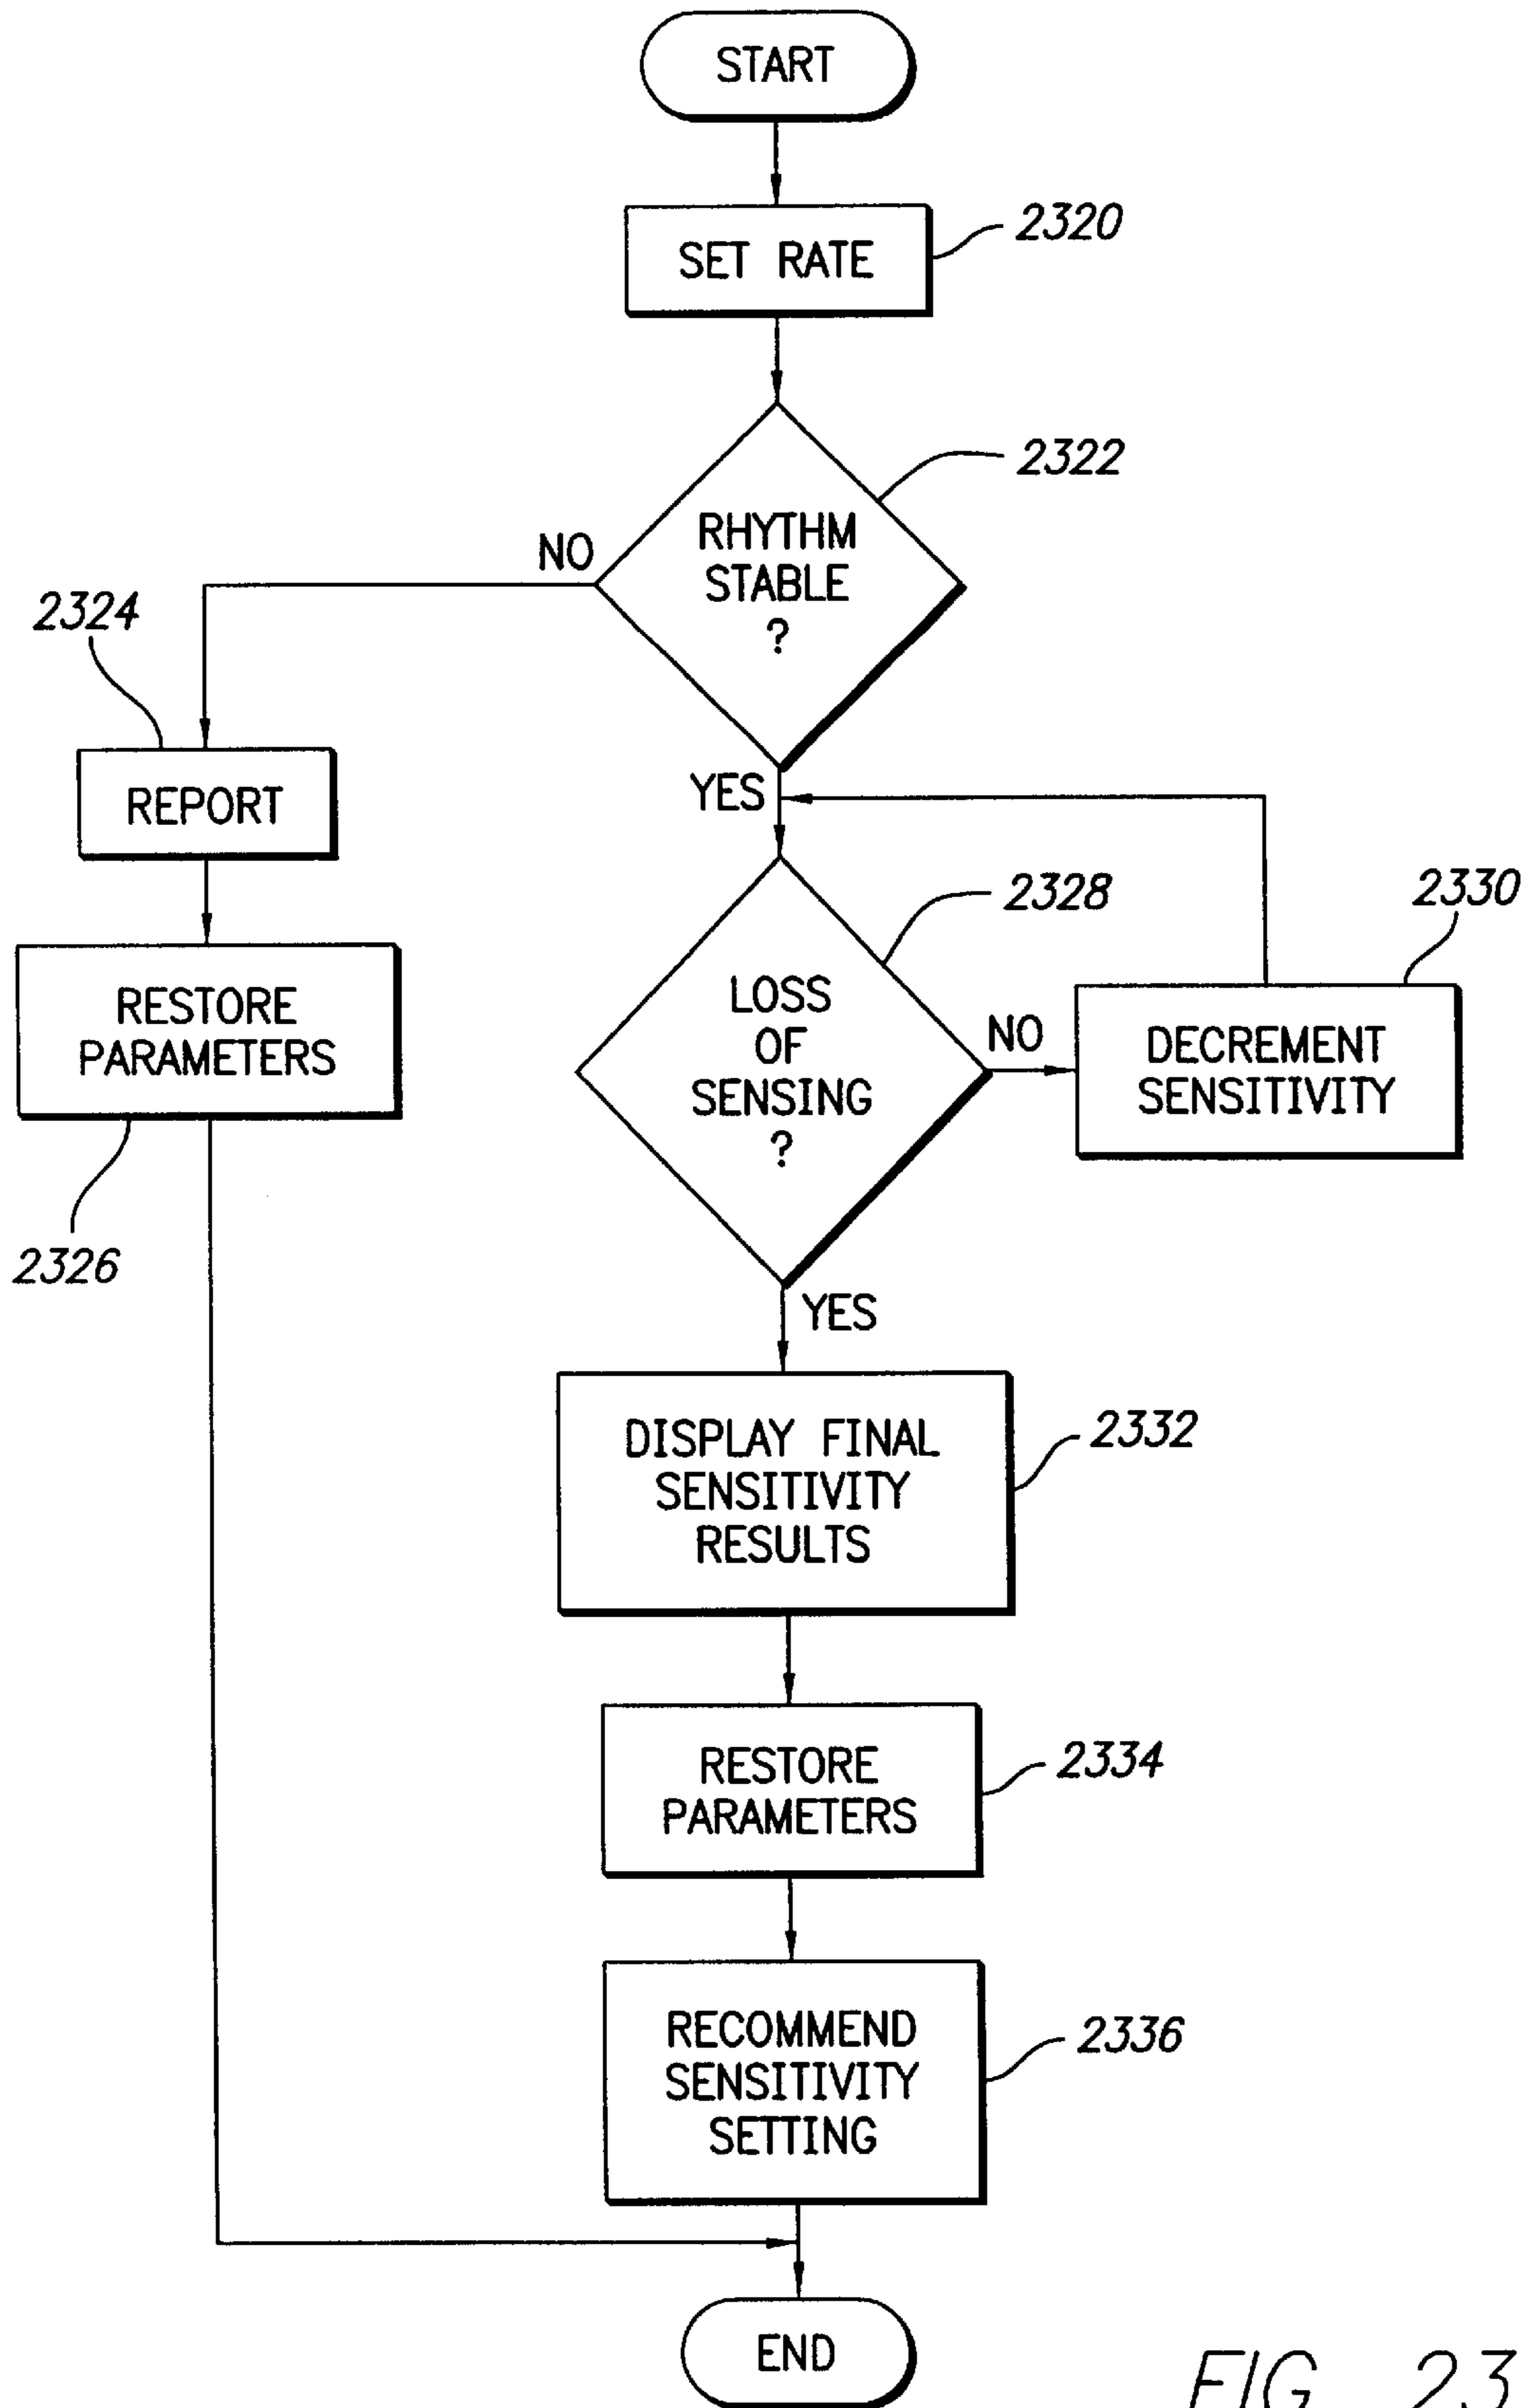 START
SET RATE
2320
RHYTHM
STABLE
?
2322
NO
2324
REPORT
YES
RESTORE
PARAMETERS
2326
LOSS
OF
SENSING
?
2328
NO
2330
DECREMENT
SENSITIVITY
YES
DISPLAY FINAL
SENSITIVITY
RESULTS
2332
RESTORE
PARAMETERS
2334
RECOMMEND
SENSITIVITY
SETTING
2336
END
FIG. 23